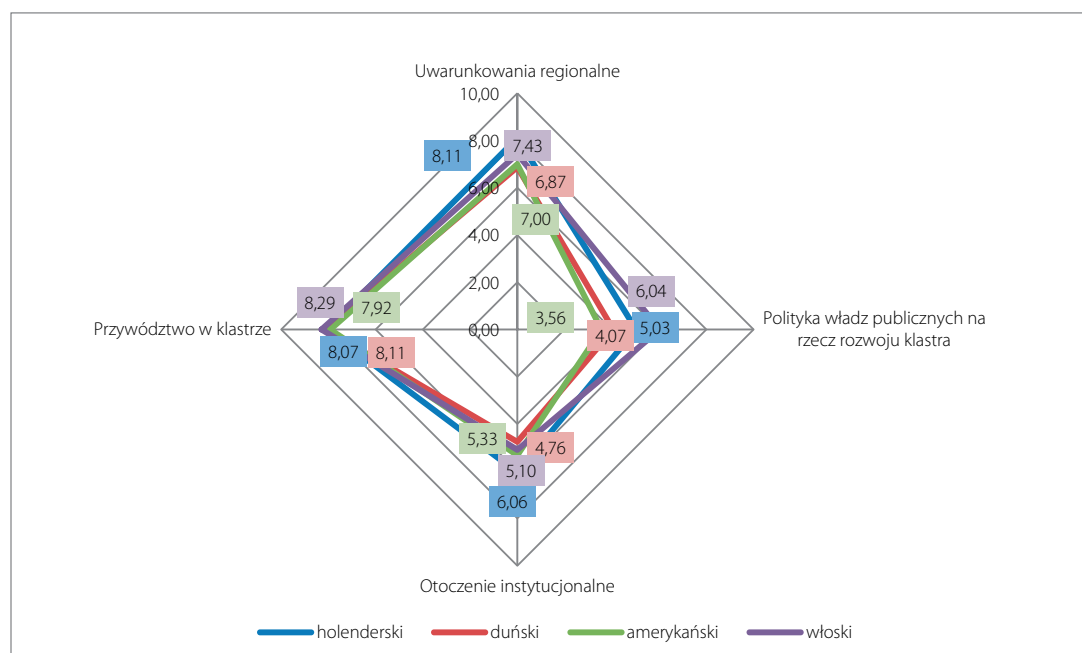 Uwarunkowania regionalne
10,00
8,00
7,43
8,11
6,87
6,00
7,00
4,00
2,00
6,04
8,29
7,92
3,56
Przywództwo w klastrze
0,00
4,07
5,03
Polityka władz publicznych na
rzecz rozwoju klastra
8,07
8,11
5,33
4,76
5,10
6,06
Otoczenie instytucjonalne
holenderski
duński
amerykański
włoski